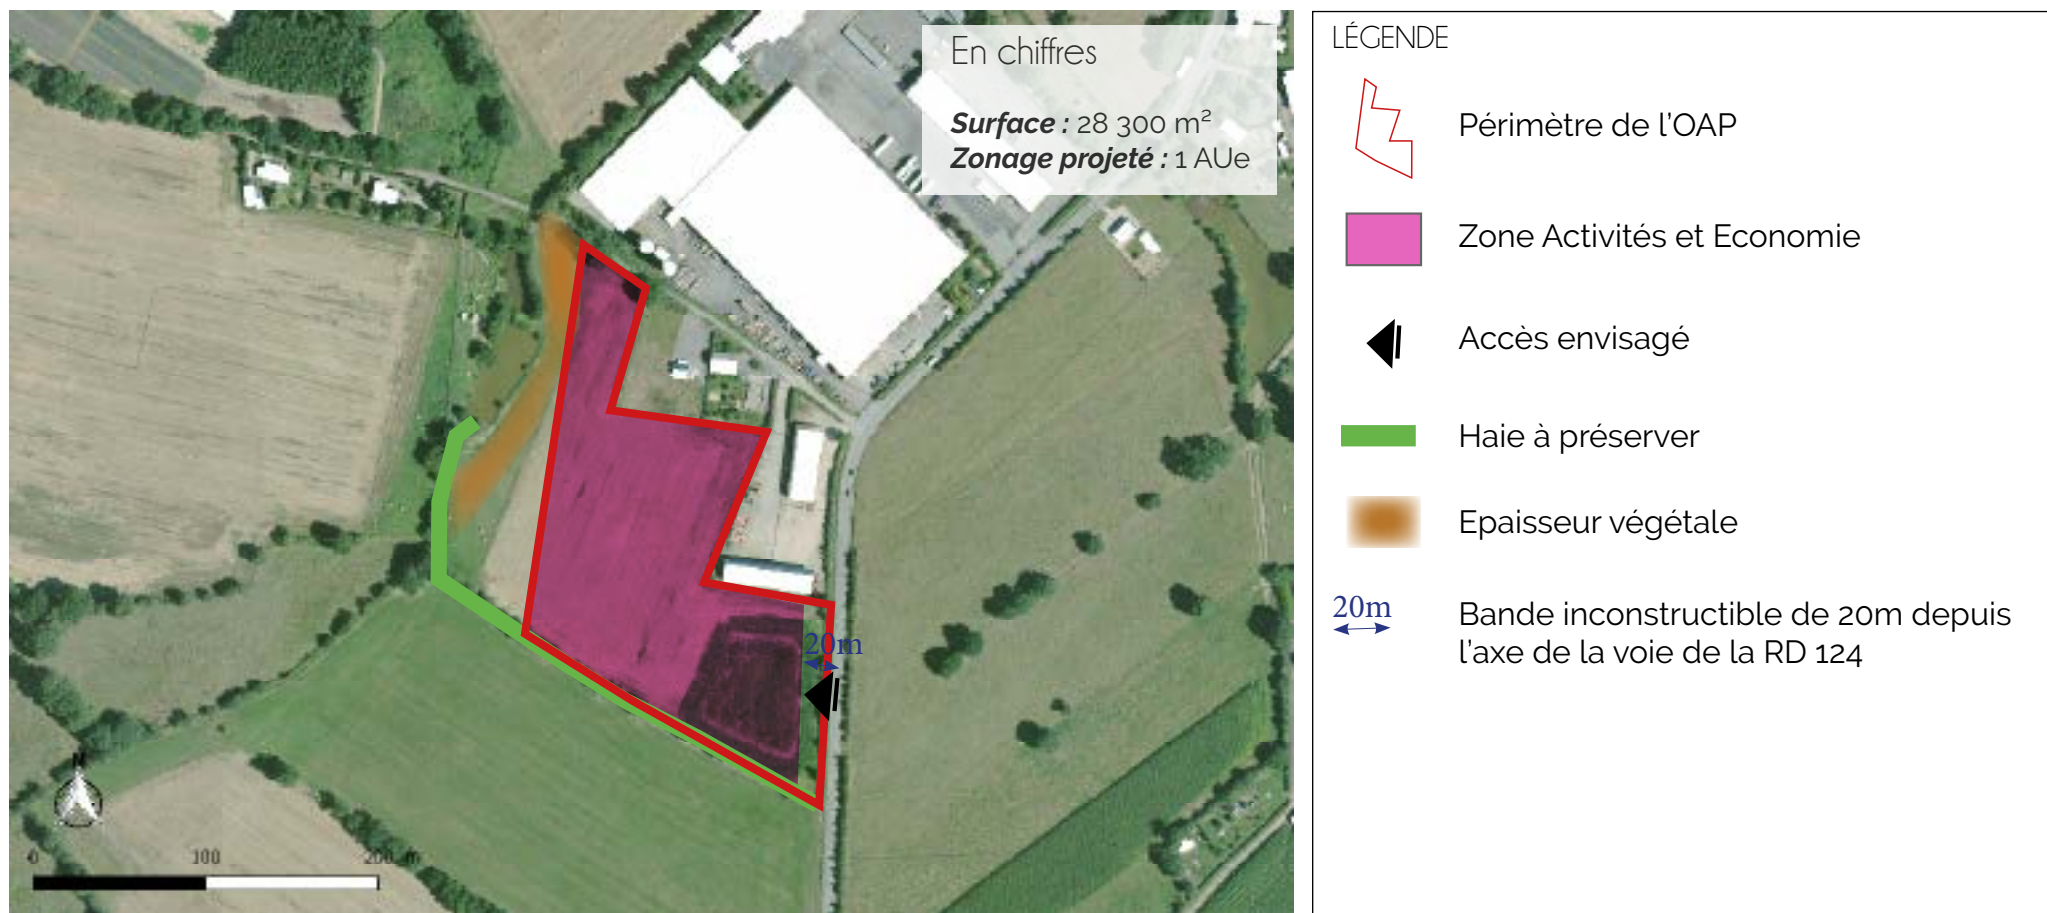 En chiffres
Surface : 28 300 m²
Zonage projeté : 1 AUe
20m
N
0 100 200 m
LÉGENDE
Périmètre de l'OAP
Zone Activités et Economie
Accès envisagé
Haie à préserver
Epaisseur végétale
20m
Bande inconstructible de 20m depuis
l'axe de la voie de la RD 124